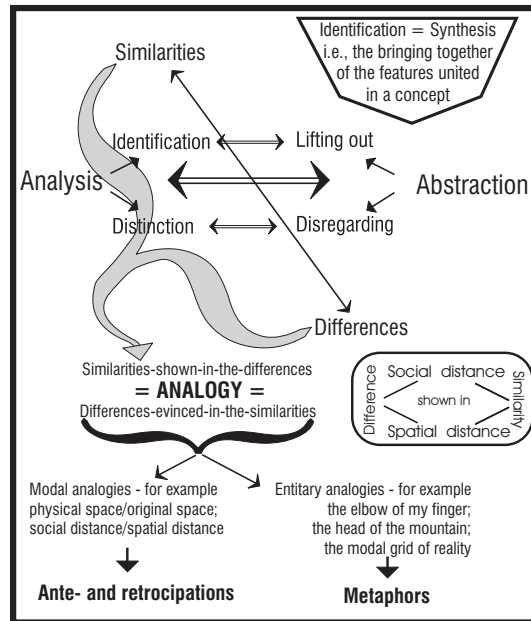 Similarities
Identification = Synthesis
i.e., the bringing together
of the features united
in a concept
Identification
Lifting out
Analysis
Abstraction
Distinction
Disregarding
Differences
Similarities-shown-in-the-differences
= ANALOGY =
Differences-evinced-in-the-similarities
Difference
Social distance
shown in
Spatial distance
Similarity
Modal analogies - for example
physical space/original space;
social distance/spatial distance
Entitary analogies - for example
the elbow of my finger;
the head of the mountain;
the modal grid of reality
Ante- and retrocipations
Metaphors